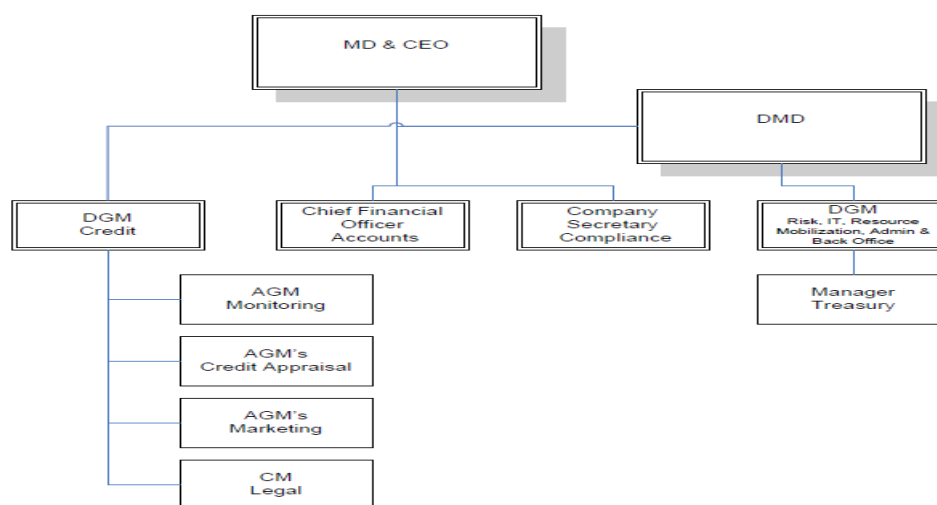 MD & CEO
DMD
DGM
Credit
Chief Financial
Officer
Accounts
Company
Secretary
Compliance
DGM
Risk, IT, Resource
Mobilization, Admin &
Back Office
AGM
Monitoring
Manager
Treasury
AGM's
Credit Appraisal
AGM's
Marketing
CM
Legal